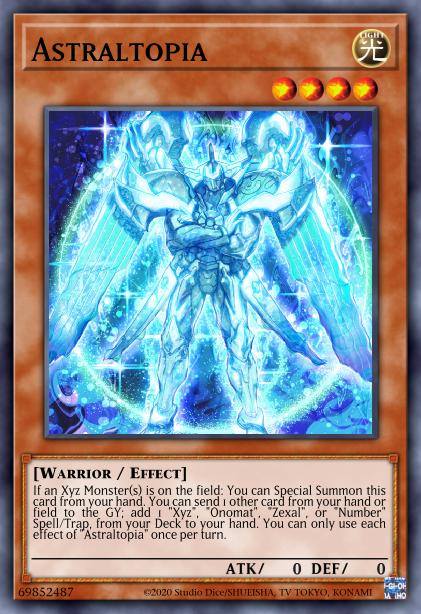 ASTRALTOPIA
LIGHT
光
[WARRIOR / EFFECT]
If an Xyz Monster(s) is on the field: You can Special Summon this
card from your hand. You can send 1 other card from your hand or
field to the GY; add 1 "Xyz", "Onomat", "Zexal", or "Number"
Spell/Trap, from your Deck to your hand. You can only use each
effect of "Astraltopia" once per turn.
ATK/ 0 DEF/ 0
69852487 ©2020 Studio Dice/SHUEISHA, TV TOKYO, KONAMI